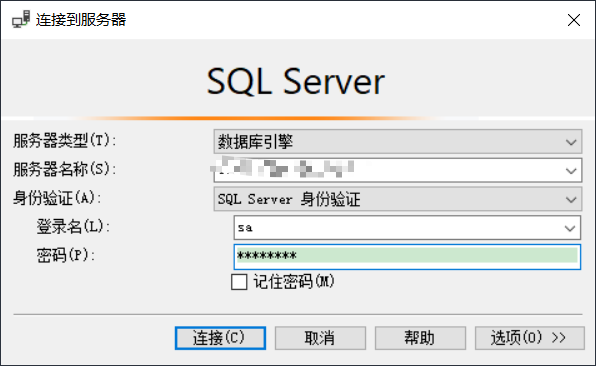 连接到服务器
SQL Server
服务器类型(T):
数据库引擎
服务器名称(S):
身份验证(A):
SQL Server 身份验证
登录名(L):
sa
密码(P):
********
记住密码(M)
连接(C)
取消
帮助
选项(O) >>